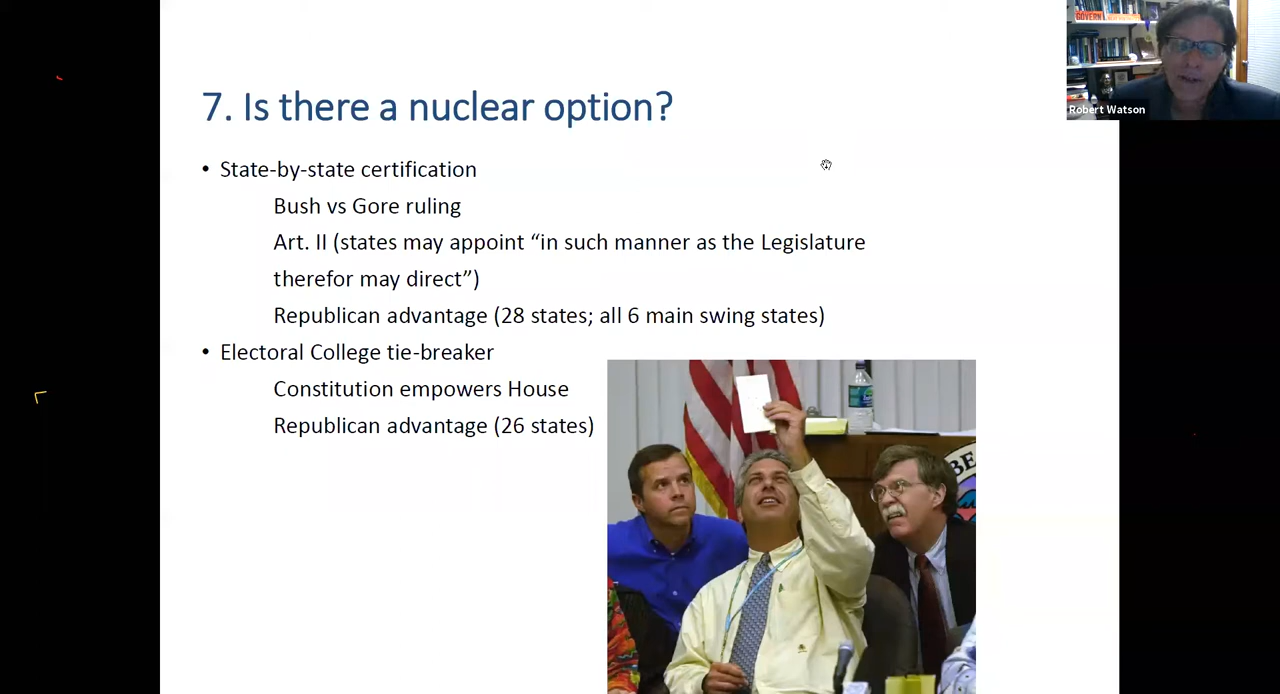 7. Is there a nuclear option?
• State-by-state certification
Bush vs Gore ruling
Art. II (states may appoint “in such manner as the Legislature
therefor may direct”)
Republican advantage (28 states; all 6 main swing states)
• Electoral College tie-breaker
Constitution empowers House
Republican advantage (26 states)
GOVERN
Robert Watson
BE